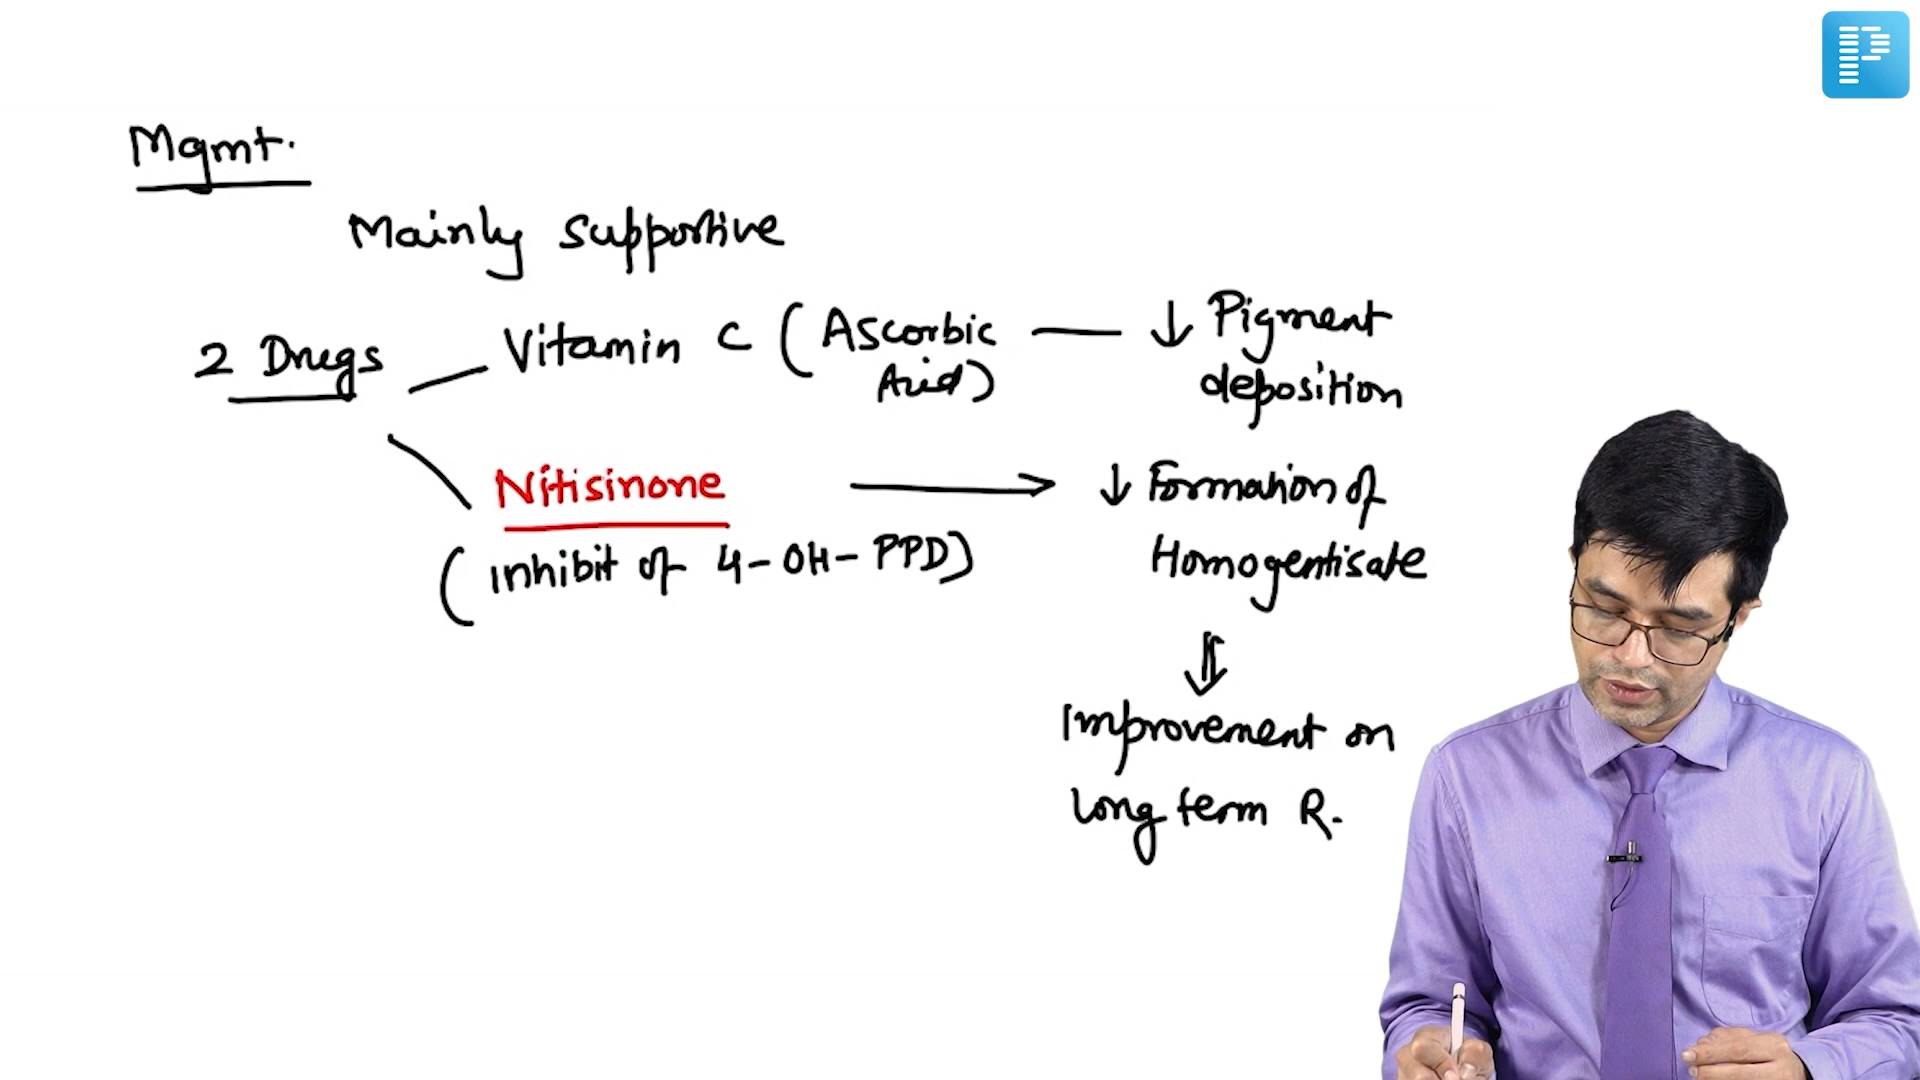 Mgmt.
Mainly supportive
2 Drugs
Vitamin C (Ascorbic Acid) — ↓ Pigment deposition
Nitisinone → ↓ Formation of Homogentisate
(inhibit of 4-OH-PPD)
⇓
Improvement on
long term R.